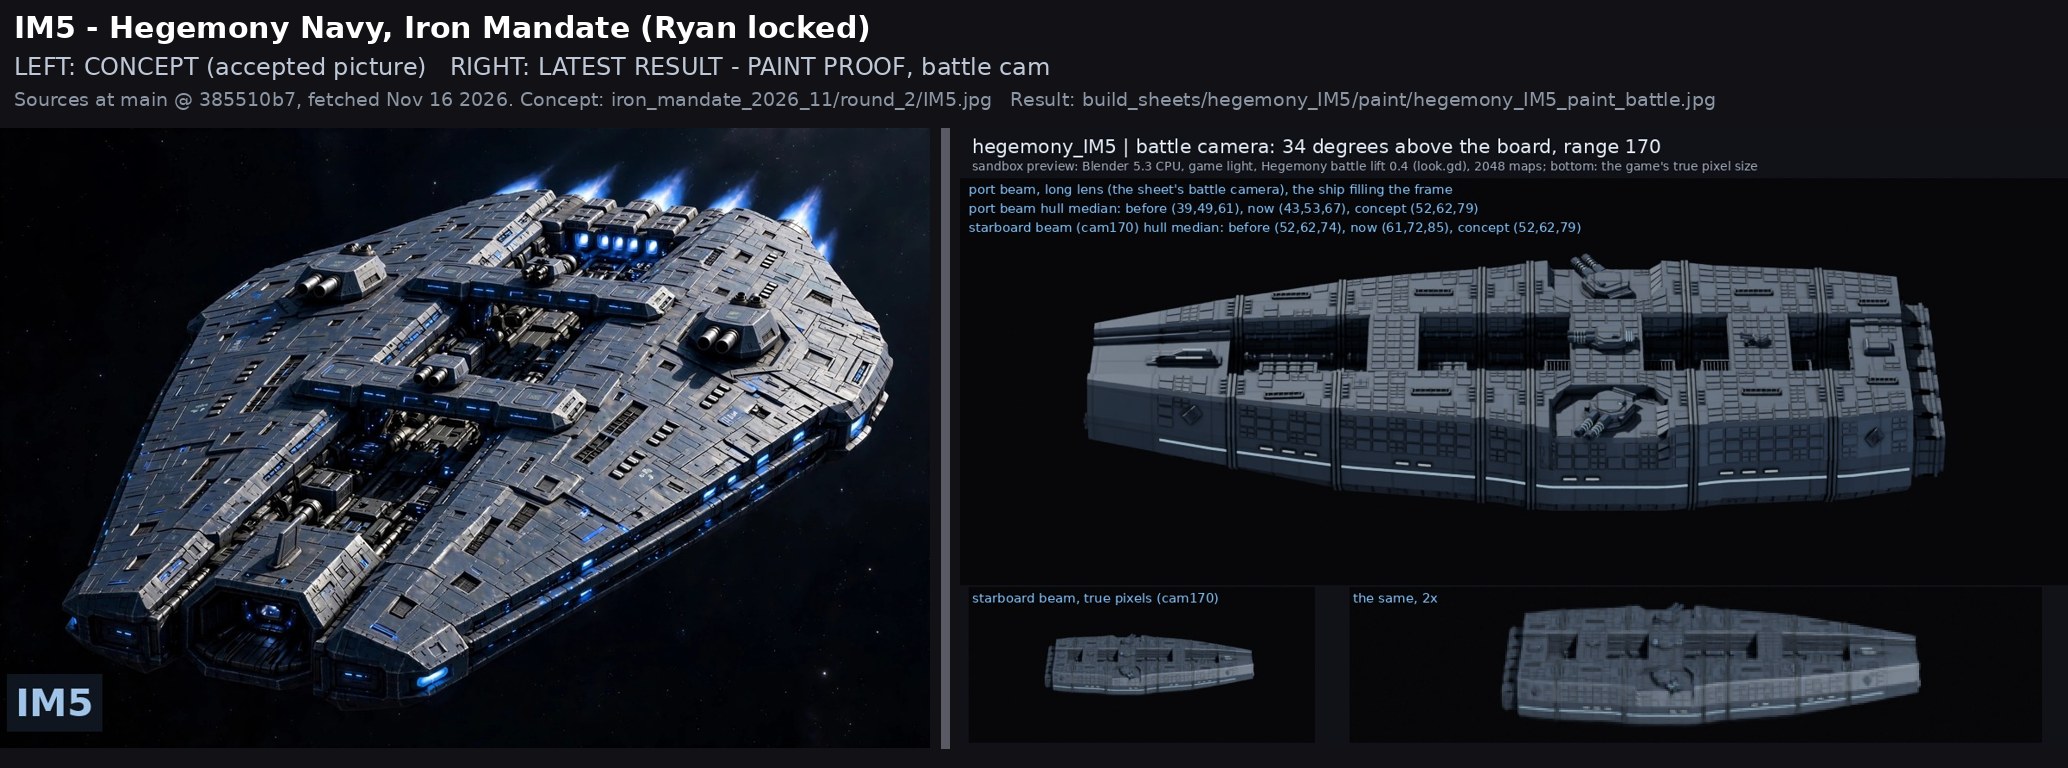 IM5 - Hegemony Navy, Iron Mandate (Ryan locked)
LEFT: CONCEPT (accepted picture)   RIGHT: LATEST RESULT - PAINT PROOF, battle cam
Sources at main @ 385510b7, fetched Nov 16 2026. Concept: iron_mandate_2026_11/round_2/IM5.jpg   Result: build_sheets/hegemony_IM5/paint/hegemony_IM5_paint_battle.jpg
IM5
hegemony_IM5 | battle camera: 34 degrees above the board, range 170
sandbox preview: Blender 5.3 CPU, game light, Hegemony battle lift 0.4 (look.gd), 2048 maps; bottom: the game's true pixel size
port beam, long lens (the sheet's battle camera), the ship filling the frame
port beam hull median: before (39,49,61), now (43,53,67), concept (52,62,79)
starboard beam (cam170) hull median: before (52,62,74), now (61,72,85), concept (52,62,79)
starboard beam, true pixels (cam170)
the same, 2x